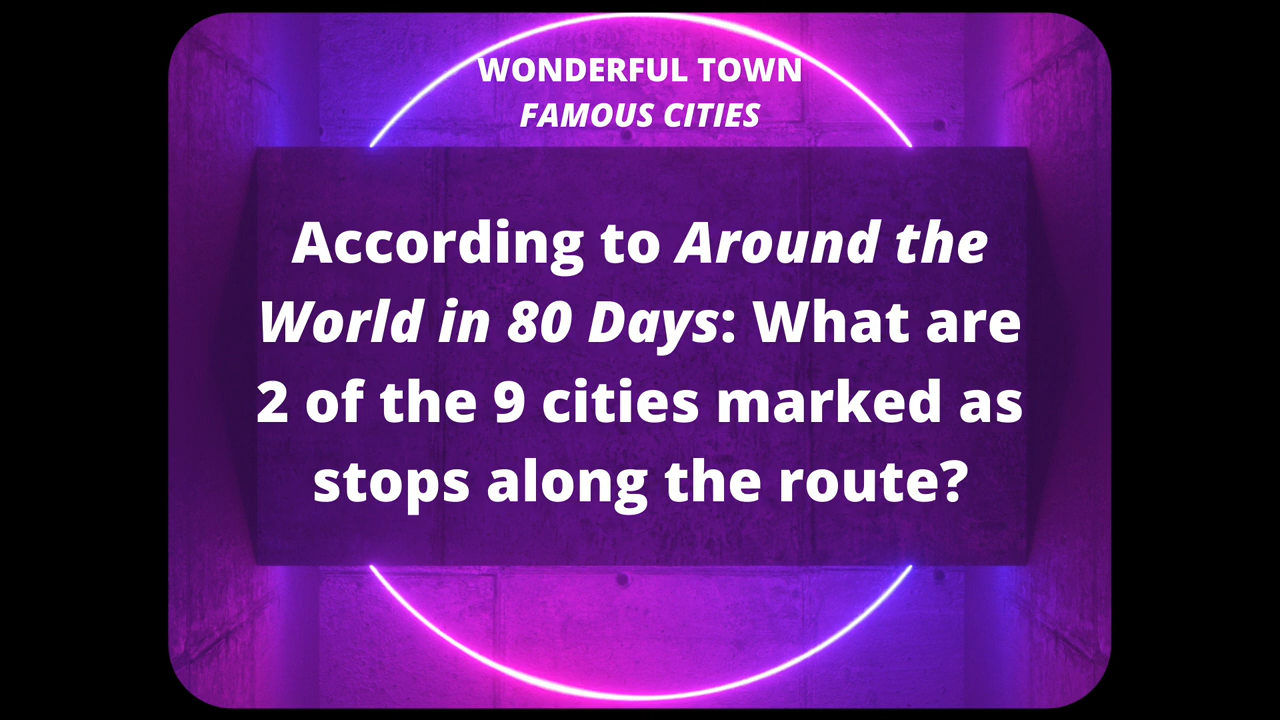 WONDERFUL TOWN
FAMOUS CITIES
According to Around the
World in 80 Days: What are
2 of the 9 cities marked as
stops along the route?